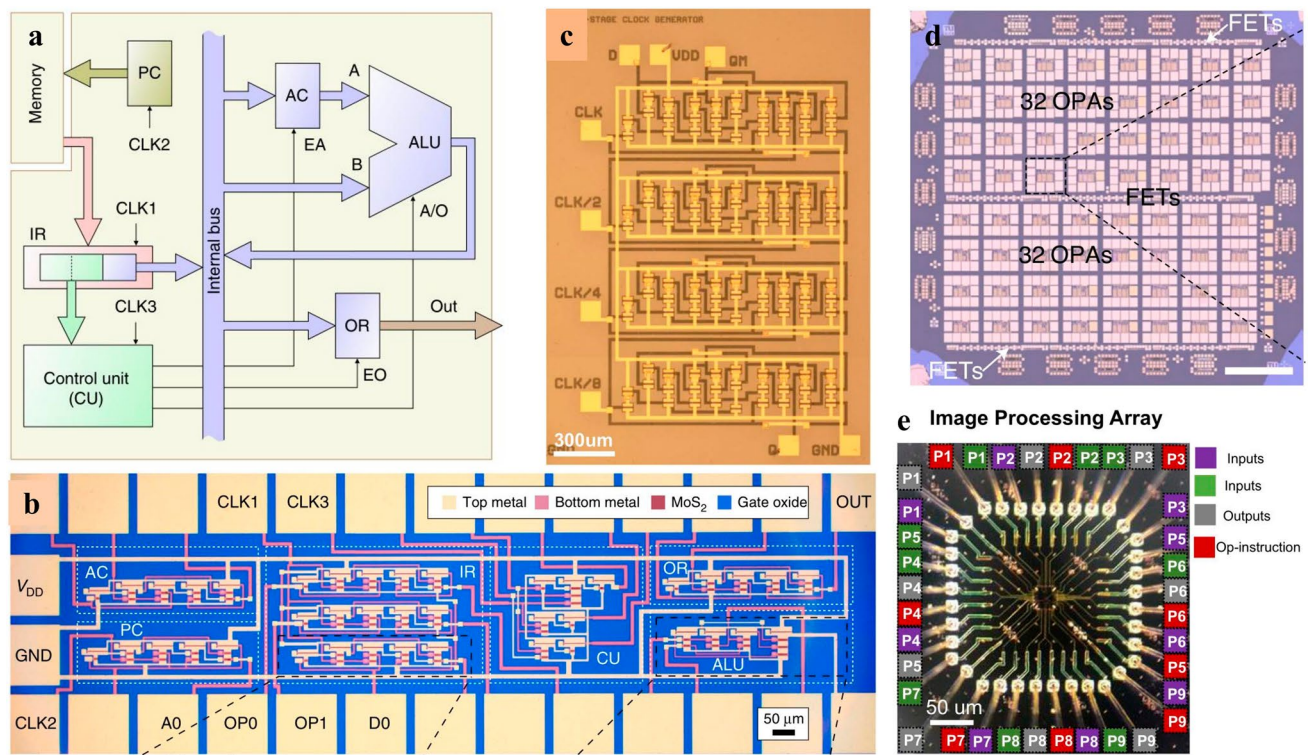 a
Memory
PC
CLK2
AC
A
EA
ALU
B
A/O
CLK1
IR
Internal bus
CLK3
Control unit
(CU)
OR
Out
EO
b
CLK1
CLK3
Top metal
Bottom metal
MoS2
Gate oxide
OUT
VDD
AC
IR
OR
GND
PC
CU
ALU
CLK2
A0
OP0
OP1
D0
50 μm
c
-STAGE CLOCK GENERATOR
D
VDD
QM
CLK
CLK/2
CLK/4
CLK/8
300um
Q
GND
d
FETs
32 OPAs
FETs
32 OPAs
FETs
e
Image Processing Array
P1
P1
P2
P2
P2
P2
P3
P3
P3
P1
P1
P5
P4
P4
P4
P4
P5
P7
P3
P5
P6
P6
P6
P6
P5
P9
P9
P7
P7
P7
P8
P8
P8
P8
P9
P9
50 um
Inputs
Inputs
Outputs
Op-instruction